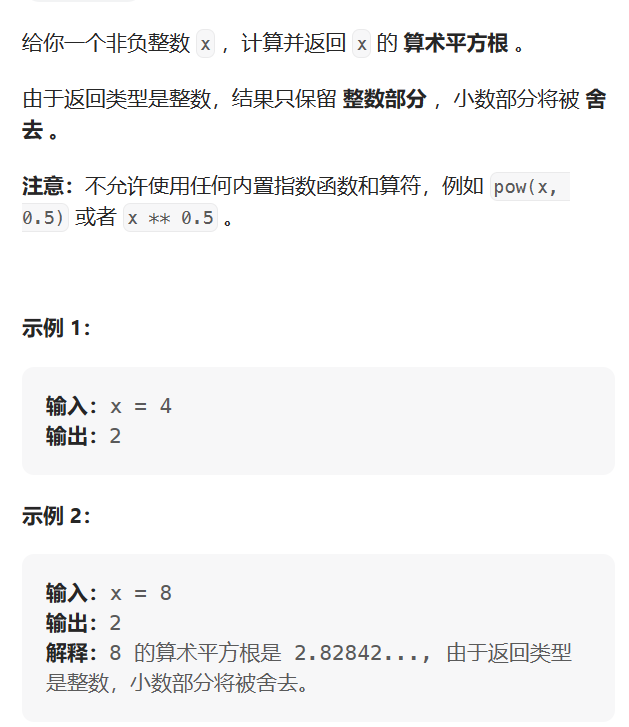 给你一个非负整数 x ，计算并返回 x 的 算术平方根 。
由于返回类型是整数，结果只保留 整数部分 ，小数部分将被 舍
去 。
注意：不允许使用任何内置指数函数和算符，例如 pow(x,
0.5) 或者 x ** 0.5 。
示例 1：
输入：x = 4
输出：2
示例 2：
输入：x = 8
输出：2
解释：8 的算术平方根是 2.82842..., 由于返回类型
是整数，小数部分将被舍去。